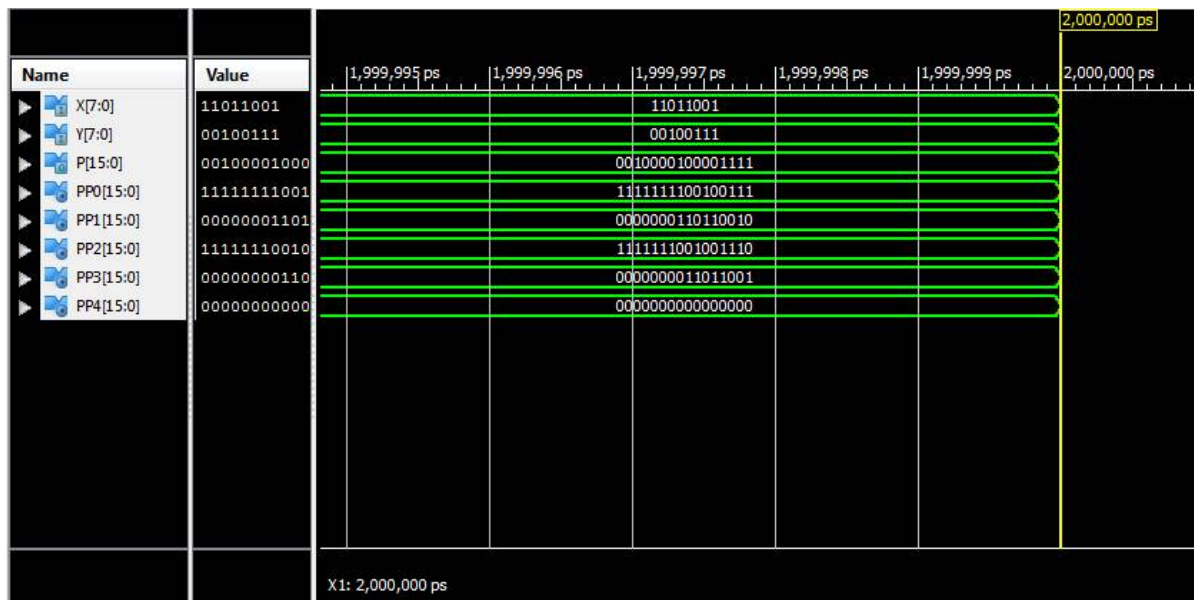 2,000,000 ps
Name Value 1,999,995 ps 1,999,996 ps 1,999,997 ps 1,999,998 ps 1,999,999 ps 2,000,000 ps
X[7:0] 11011001 11011001
Y[7:0] 00100111 00100111
P[15:0] 00100001000 0010000100001111
PP0[15:0] 11111111001 1111111100100111
PP1[15:0] 00000001101 0000000110110010
PP2[15:0] 11111110010 1111111001001110
PP3[15:0] 00000000110 0000000011011001
PP4[15:0] 00000000000 0000000000000000
X1: 2,000,000 ps